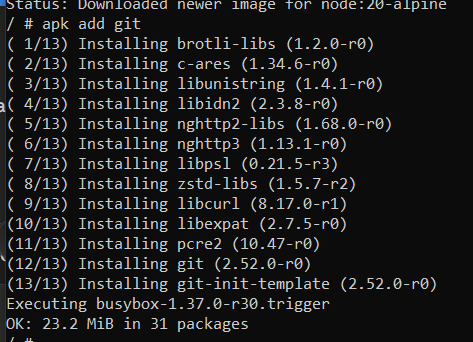 Status: Downloaded newer image for node:20-alpine
/ # apk add git
( 1/13) Installing brotli-libs (1.2.0-r0)
( 2/13) Installing c-ares (1.34.6-r0)
( 3/13) Installing libunistring (1.4.1-r0)
( 4/13) Installing libidn2 (2.3.8-r0)
( 5/13) Installing nghttp2-libs (1.68.0-r0)
( 6/13) Installing nghttp3 (1.13.1-r0)
( 7/13) Installing libpsl (0.21.5-r3)
( 8/13) Installing zstd-libs (1.5.7-r2)
( 9/13) Installing libcurl (8.17.0-r1)
(10/13) Installing libexpat (2.7.5-r0)
(11/13) Installing pcre2 (10.47-r0)
(12/13) Installing git (2.52.0-r0)
(13/13) Installing git-init-template (2.52.0-r0)
Executing busybox-1.37.0-r30.trigger
OK: 23.2 MiB in 31 packages
/ #